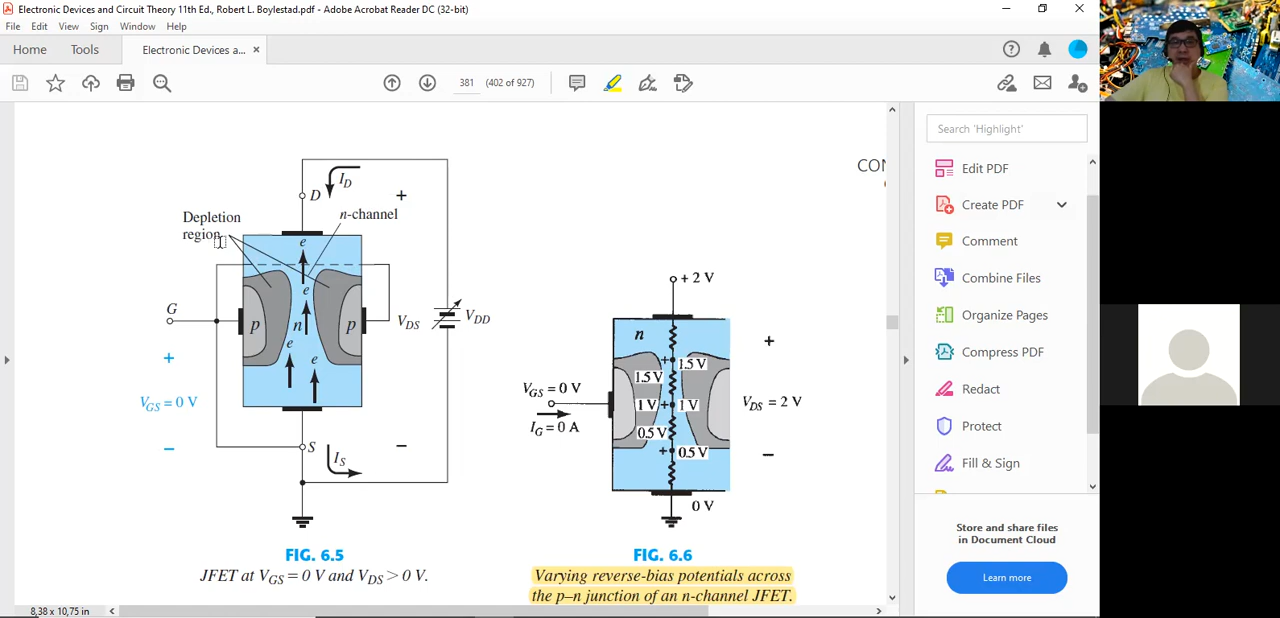 Electronic Devices and Circuit Theory 11th Ed., Robert L. Boylestad.pdf - Adobe Acrobat Reader DC (32-bit)
File Edit View Sign Window Help
Home Tools Electronic Devices a... ×
381 (402 of 927)
Search 'Highlight'
Edit PDF
Create PDF
Comment
Combine Files
Organize Pages
Compress PDF
Redact
Protect
Fill & Sign
Store and share files
in Document Cloud
Learn more
CON
I_D
D +
n-channel
Depletion
region
e
e
G
p n p
V_DS
V_DD
e
e
+
V_GS = 0 V
−
S −
I_S
FIG. 6.5
JFET at V_GS = 0 V and V_DS > 0 V.
+ 2 V
n +
+ 1.5 V
1.5 V
V_GS = 0 V
1 V + 1 V
V_DS = 2 V
I_G = 0 A
0.5 V
+ 0.5 V
−
0 V
FIG. 6.6
Varying reverse-bias potentials across
the p–n junction of an n-channel JFET.
8,38 x 10,75 in